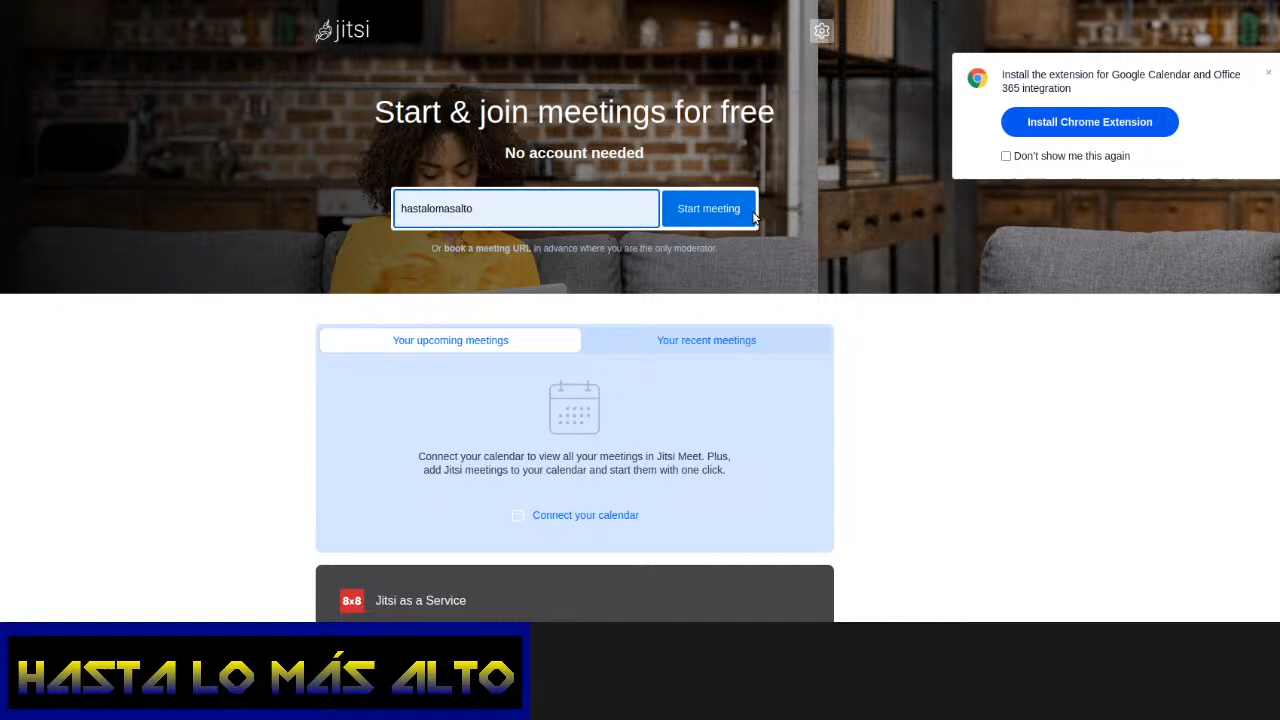 jitsi
Install the extension for Google Calendar and Office
365 integration
Install Chrome Extension
Don't show me this again
Start & join meetings for free
No account needed
hastalomasalto
Start meeting
Or book a meeting URL in advance where you are the only moderator.
Your upcoming meetings
Your recent meetings
Connect your calendar to view all your meetings in Jitsi Meet. Plus,
add Jitsi meetings to your calendar and start them with one click.
Connect your calendar
8x8
Jitsi as a Service
HASTA LO MÁS ALTO